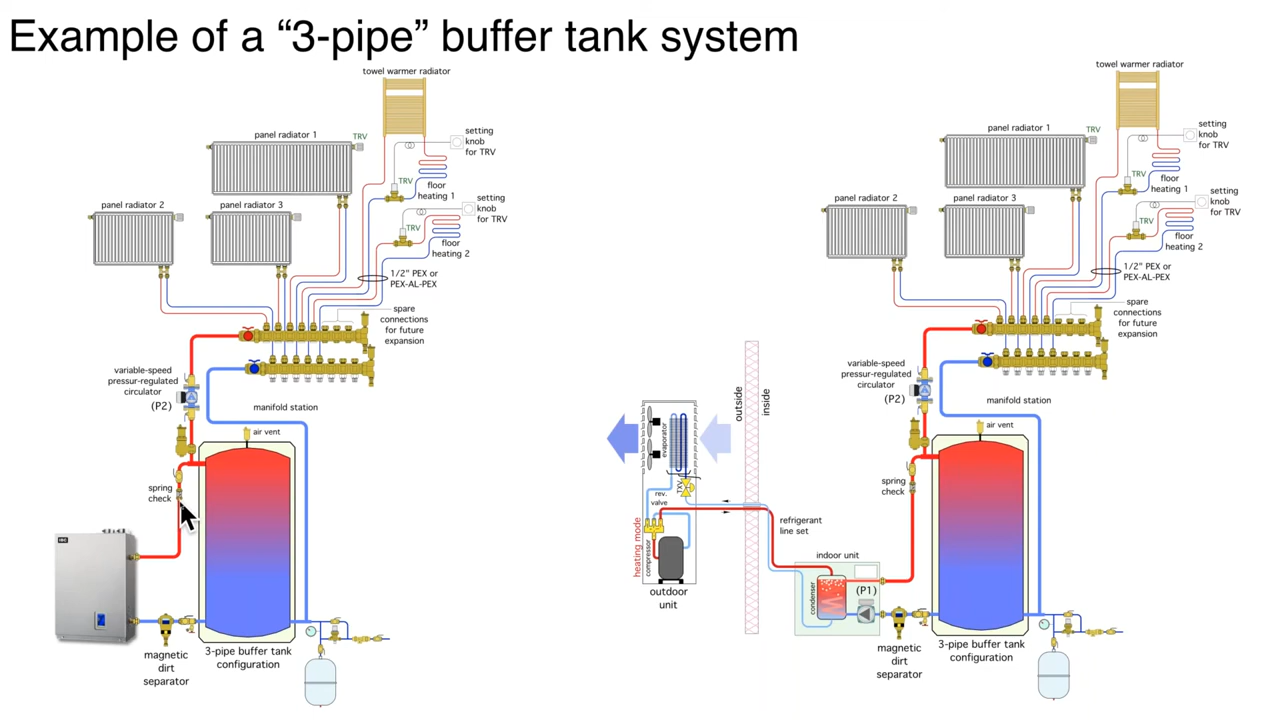 Example of a “3-pipe” buffer tank system
towel warmer radiator
panel radiator 1
TRV
setting
knob
for TRV
TRV
floor
heating 1
panel radiator 2
panel radiator 3
setting
knob
for TRV
TRV
floor
heating 2
1/2" PEX or
PEX-AL-PEX
spare
connections
for future
expansion
variable-speed
pressur-regulated
circulator
(P2)
manifold station
air vent
spring
check
IBC
magnetic
dirt
separator
3-pipe buffer tank
configuration
towel warmer radiator
panel radiator 1
TRV
setting
knob
for TRV
TRV
floor
heating 1
panel radiator 2
panel radiator 3
setting
knob
for TRV
TRV
floor
heating 2
1/2" PEX or
PEX-AL-PEX
spare
connections
for future
expansion
variable-speed
pressur-regulated
circulator
(P2)
manifold station
air vent
spring
check
outside
inside
evaporator
TXV
rev.
valve
heating mode
compressor
outdoor
unit
refrigerant
line set
indoor unit
condenser
(P1)
magnetic
dirt
separator
3-pipe buffer tank
configuration